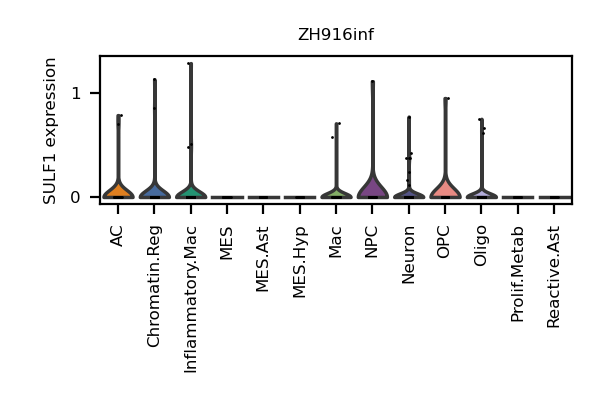 ZH916inf
SULF1 expression
1
0
AC
Chromatin.Reg
Inflammatory.Mac
MES
MES.Ast
MES.Hyp
Mac
NPC
Neuron
OPC
Oligo
Prolif.Metab
Reactive.Ast